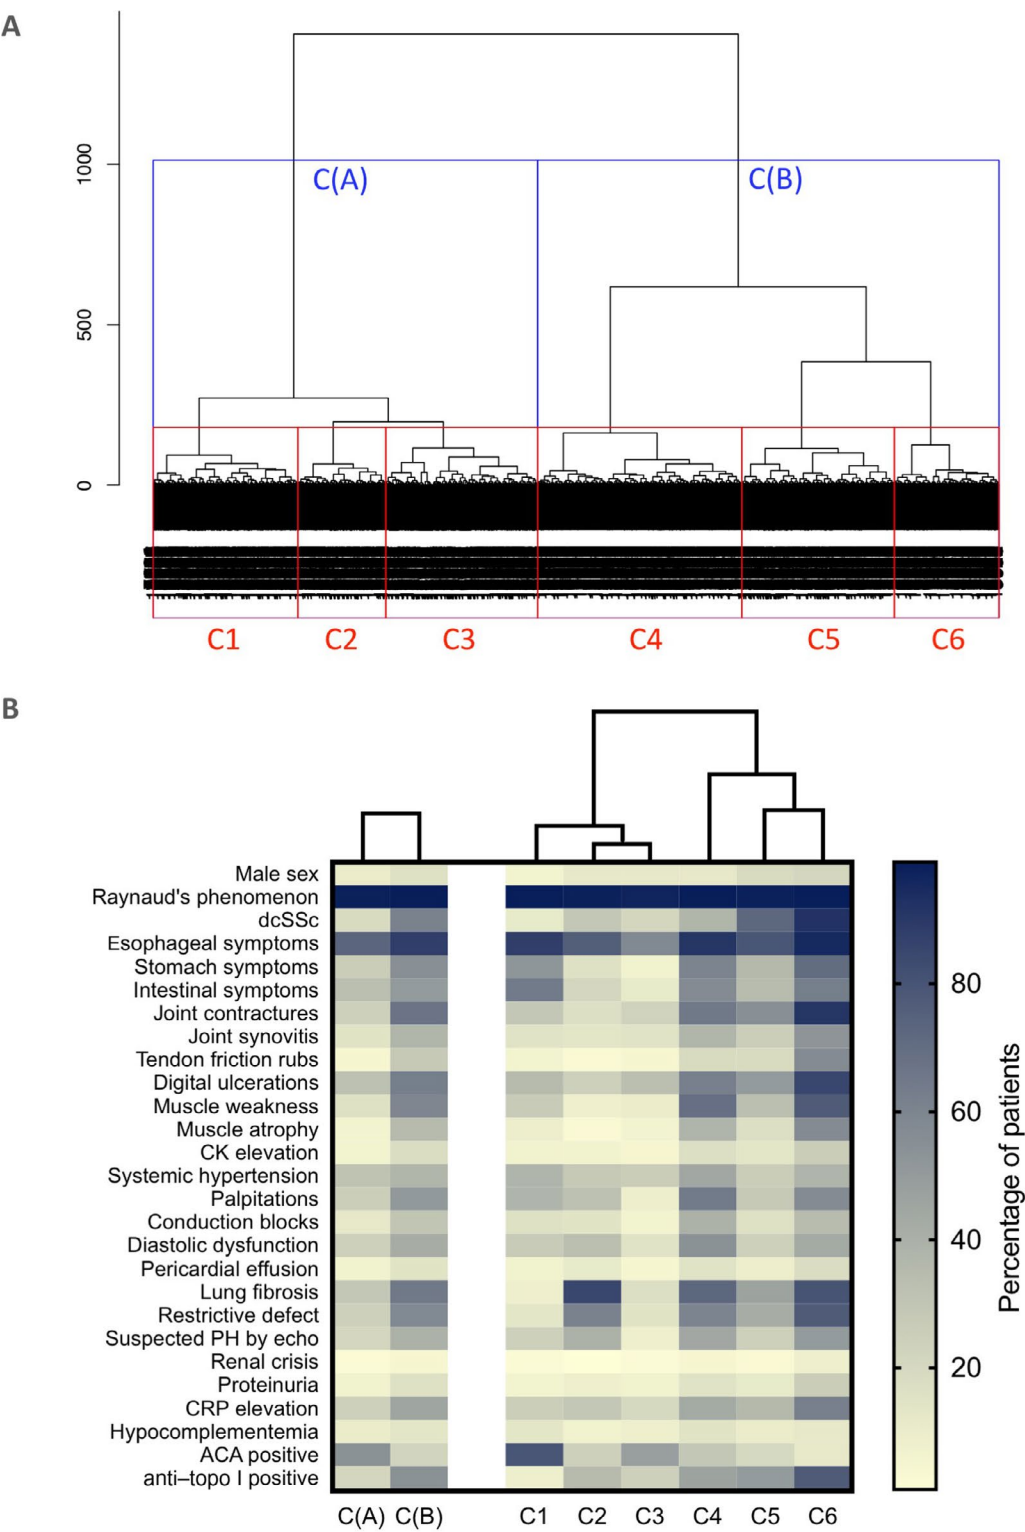 A
1000
500
0
C(A)
C(B)
C1
C2
C3
C4
C5
C6
B
Male sex
Raynaud's phenomenon
dcSSc
Esophageal symptoms
Stomach symptoms
Intestinal symptoms
Joint contractures
Joint synovitis
Tendon friction rubs
Digital ulcerations
Muscle weakness
Muscle atrophy
CK elevation
Systemic hypertension
Palpitations
Conduction blocks
Diastolic dysfunction
Pericardial effusion
Lung fibrosis
Restrictive defect
Suspected PH by echo
Renal crisis
Proteinuria
CRP elevation
Hypocomplementemia
ACA positive
anti–topo I positive
C(A)
C(B)
C1
C2
C3
C4
C5
C6
80
60
40
20
Percentage of patients